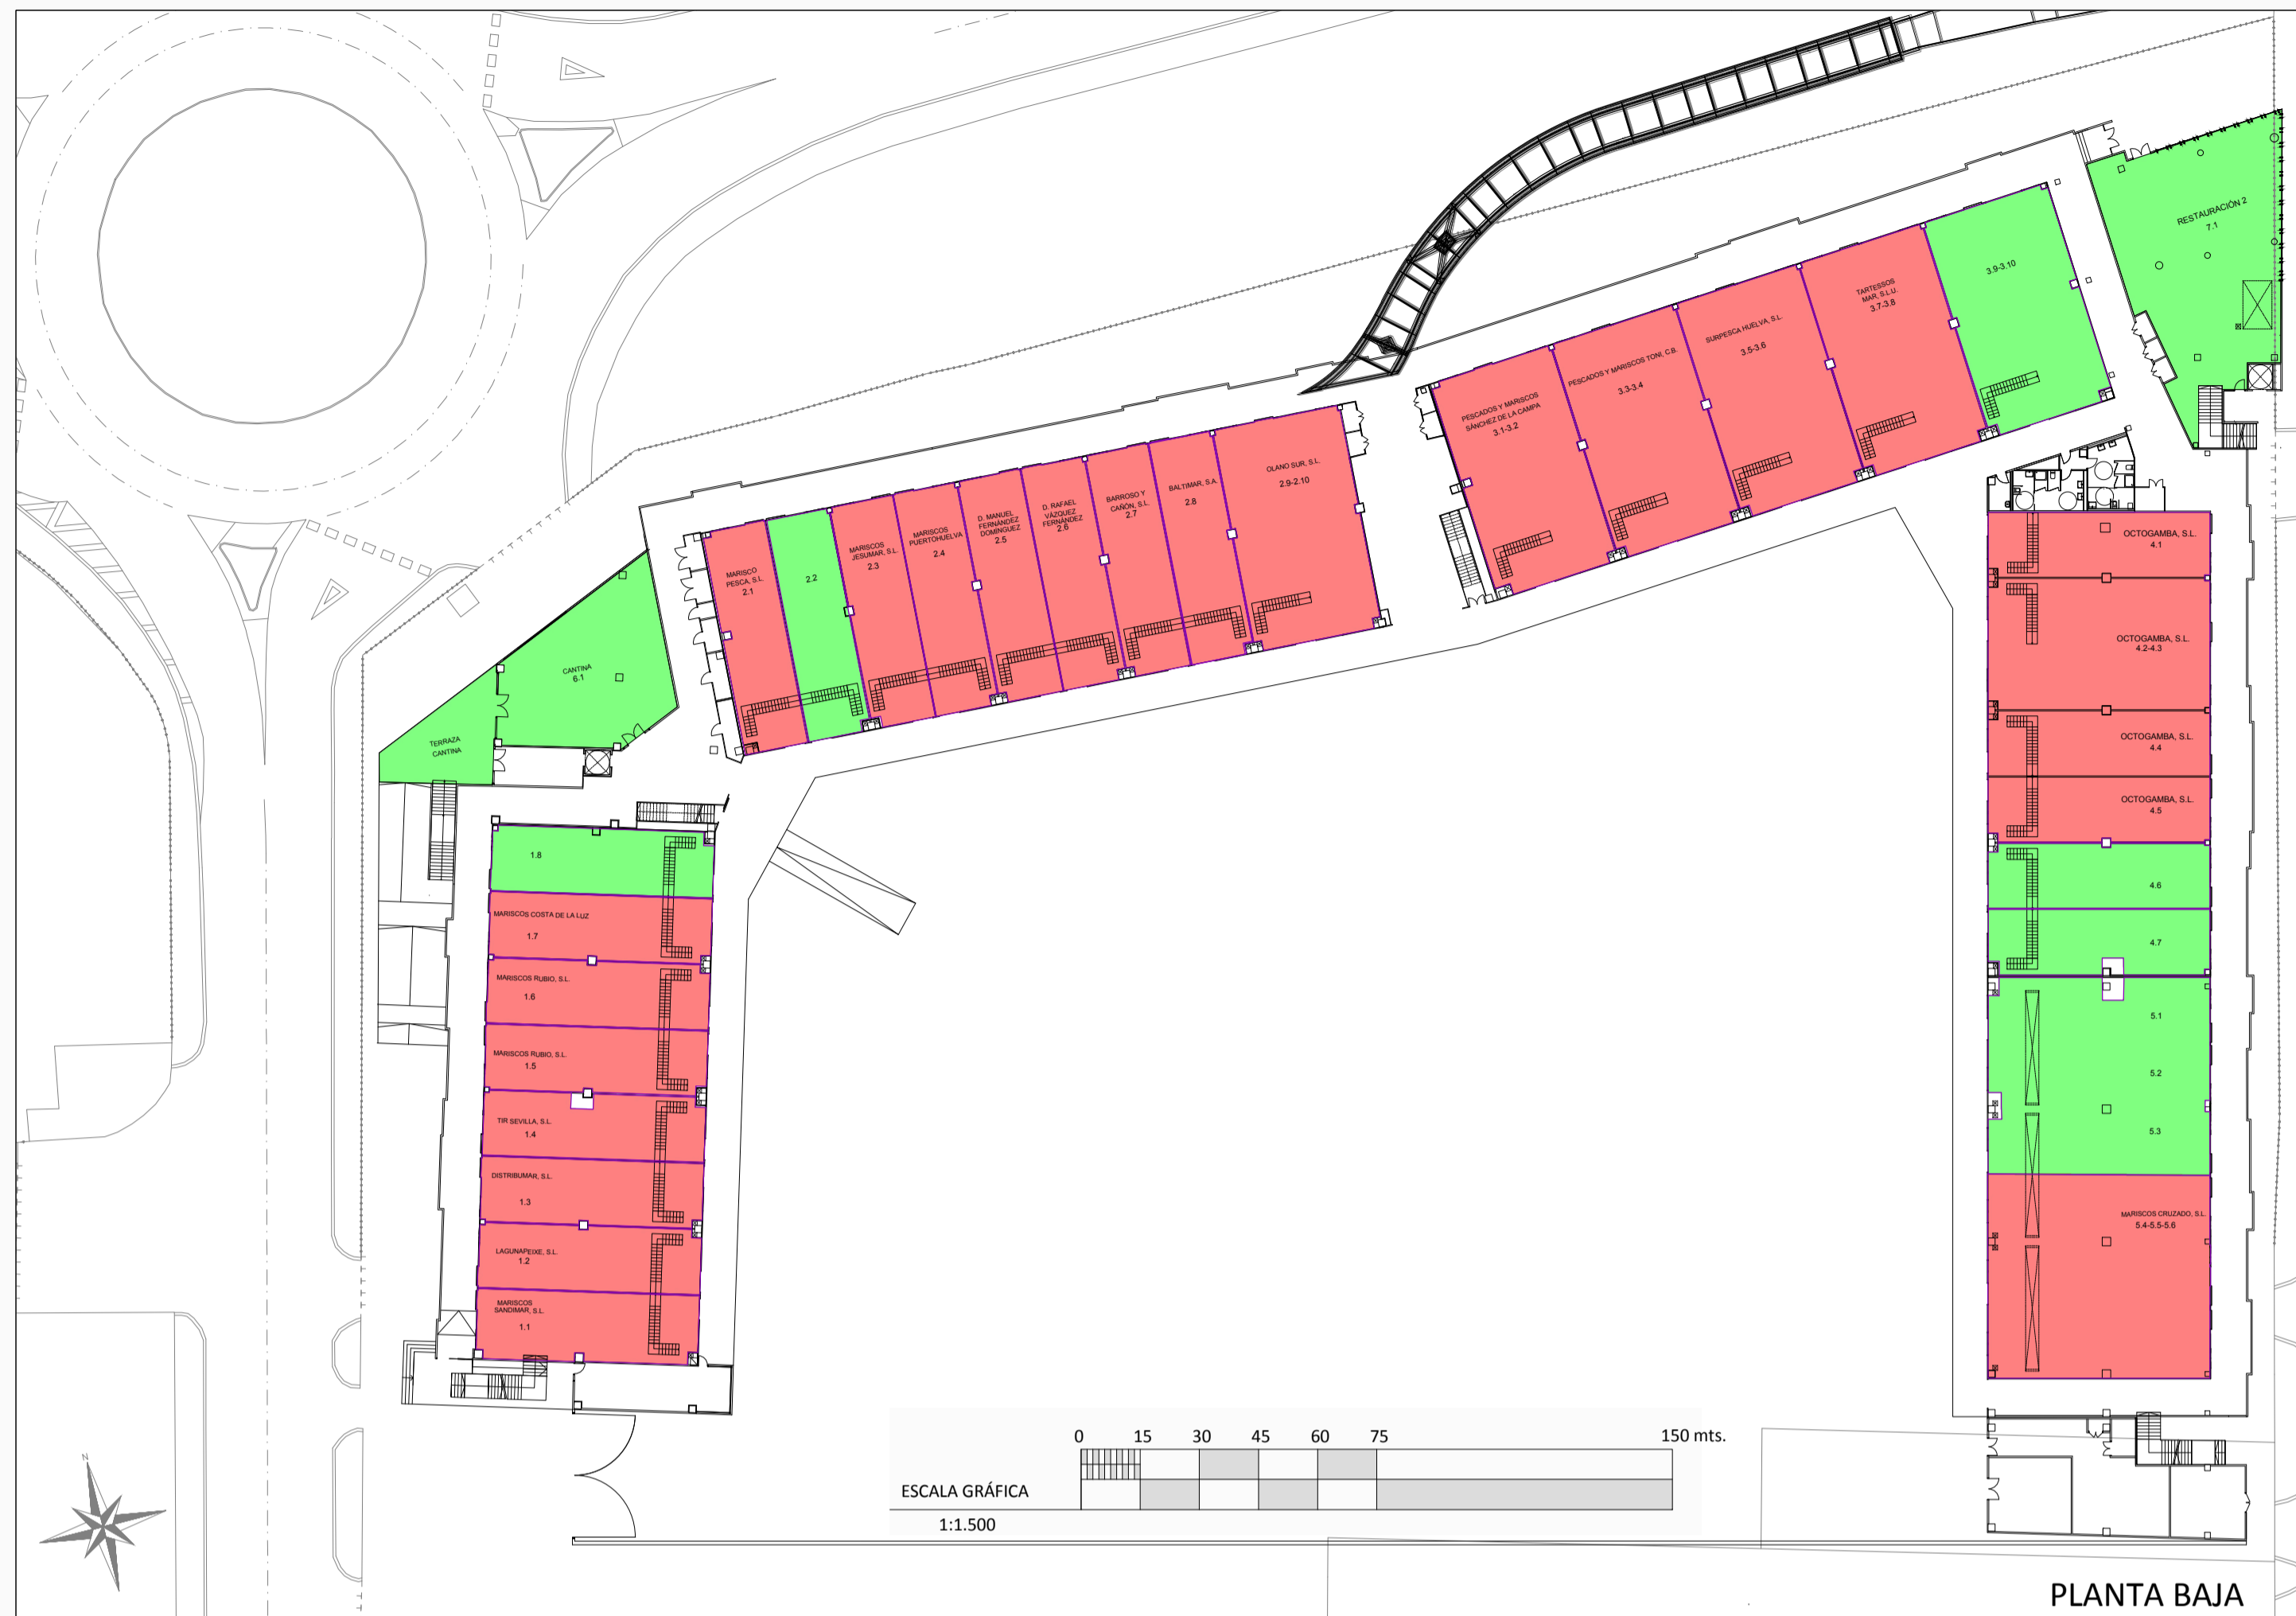 RESTAURACIÓN 2
7.1
3.9-3.10
TARTESSOS
MAR, S.L.U.
3.7-3.8
SURPESCA HUELVA, S.L.
3.5-3.6
PESCADOS Y MARISCOS TONI, C.B.
3.3-3.4
PESCADOS Y MARISCOS
SÁNCHEZ DE LA CAMPA
3.1-3.2
OLANO SUR, S.L.
2.9-2.10
BALTIMAR, S.A.
2.8
BARROSO Y
CAÑÓN, S.L.
2.7
D. RAFAEL
VÁZQUEZ
FERNÁNDEZ
2.6
D. MANUEL
FERNÁNDEZ
DOMÍNGUEZ
2.5
MARISCOS
PUERTOHUELVA
2.4
MARISCOS
JESUMAR, S.L.
2.3
2.2
MARISCO
PESCA, S.L.
2.1
CANTINA
6.1
TERRAZA
CANTINA
1.8
MARISCOS COSTA DE LA LUZ
1.7
MARISCOS RUBIO, S.L.
1.6
MARISCOS RUBIO, S.L.
1.5
TIR SEVILLA, S.L.
1.4
DISTRIBUMAR, S.L.
1.3
LAGUNAPEIXE, S.L.
1.2
MARISCOS
SANDIMAR, S.L.
1.1
OCTOGAMBA, S.L.
4.1
OCTOGAMBA, S.L.
4.2-4.3
OCTOGAMBA, S.L.
4.4
OCTOGAMBA, S.L.
4.5
4.6
4.7
5.1
5.2
5.3
MARISCOS CRUZADO, S.L.
5.4-5.5-5.6
N
0 15 30 45 60 75 150 mts.
ESCALA GRÁFICA
1:1.500
PLANTA BAJA